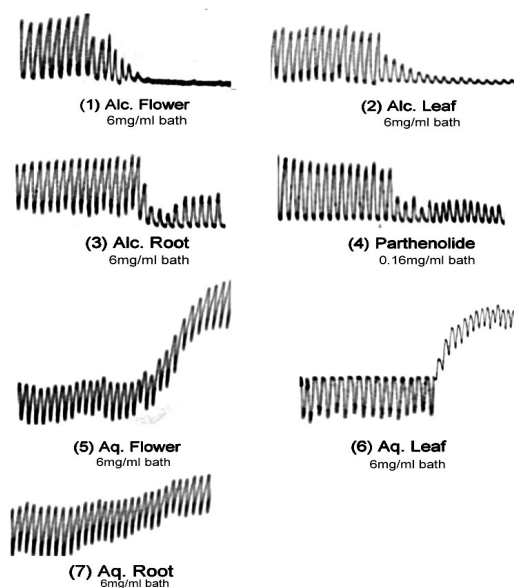 (1) Alc. Flower
6mg/ml bath
(2) Alc. Leaf
6mg/ml bath
(3) Alc. Root
6mg/ml bath
(4) Parthenolide
0.16mg/ml bath
(5) Aq. Flower
6mg/ml bath
(6) Aq. Leaf
6mg/ml bath
(7) Aq. Root
6mg/ml bath